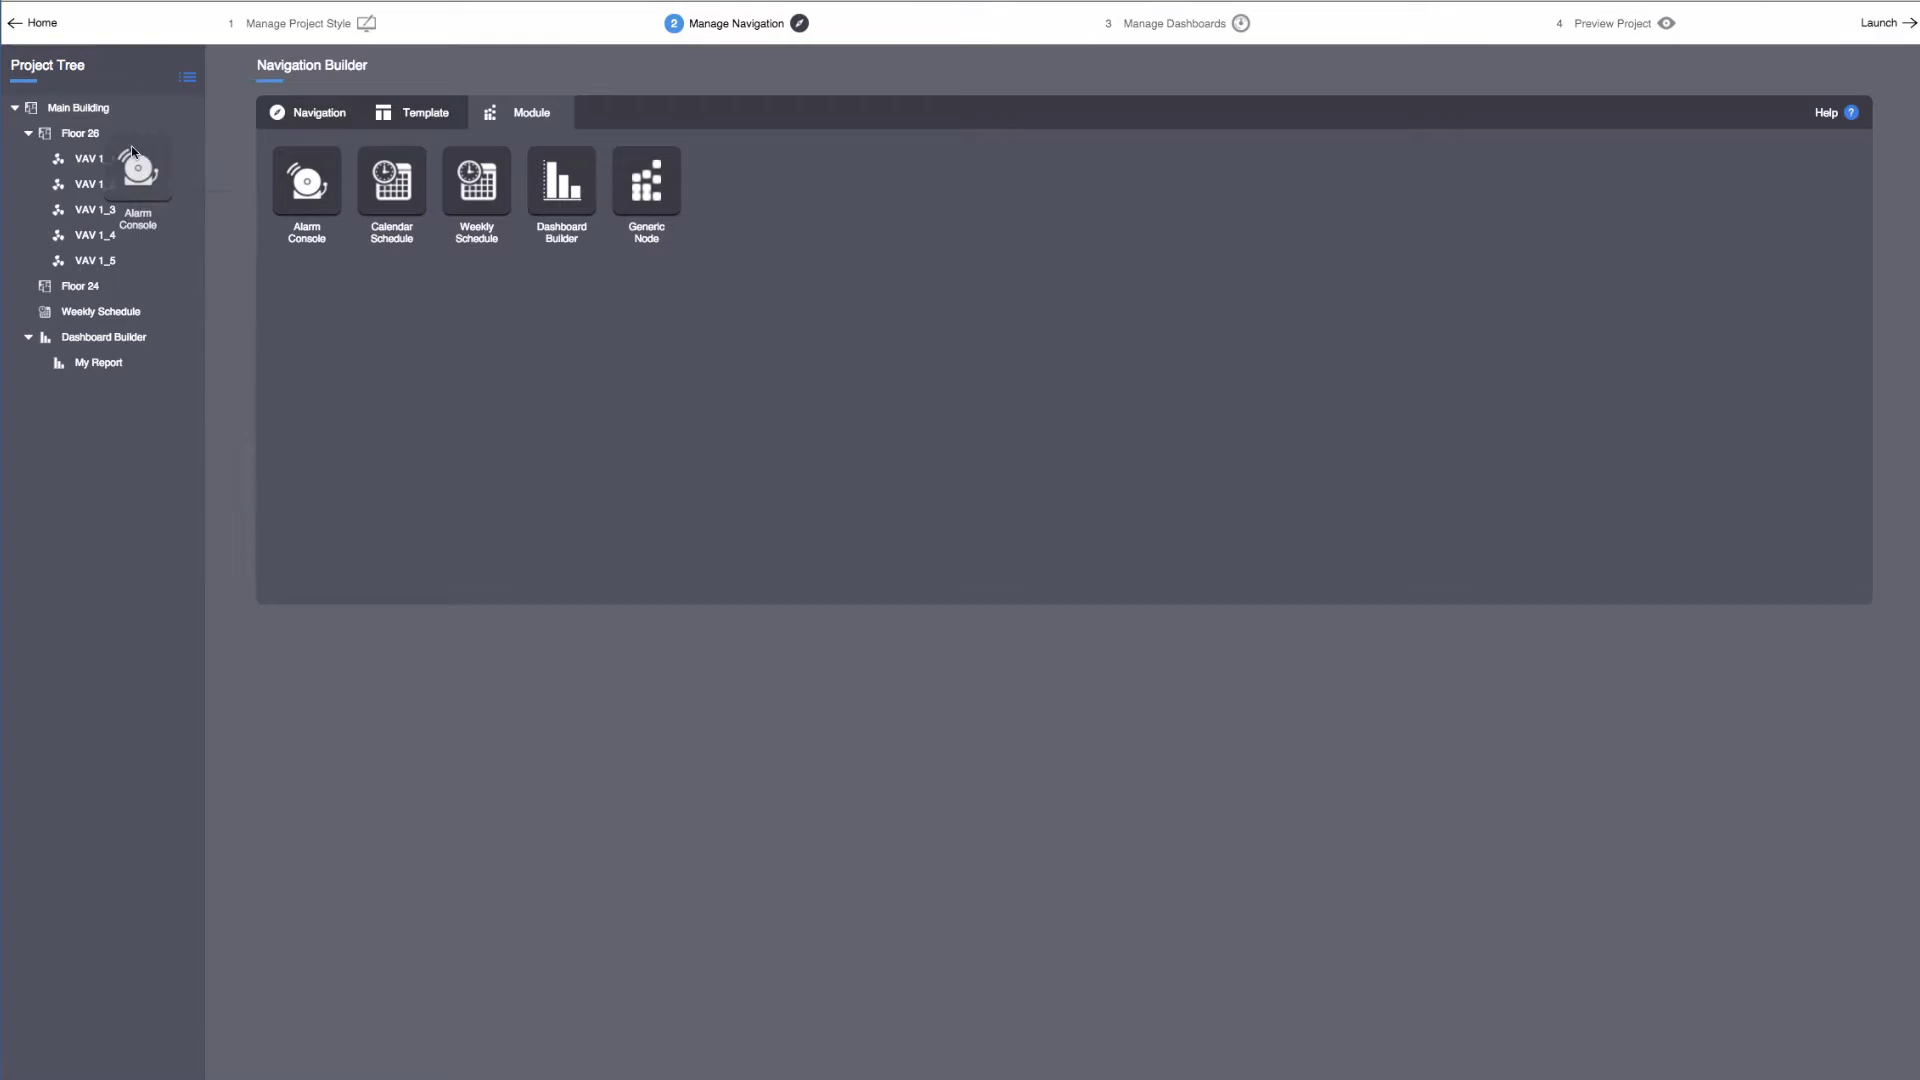 Home
1 Manage Project Style
2 Manage Navigation
3 Manage Dashboards
4 Preview Project
Launch
Project Tree
Navigation Builder
Main Building
Floor 26
VAV 1
VAV 1
VAV 1_3
VAV 1_4
VAV 1_5
Floor 24
Weekly Schedule
Dashboard Builder
My Report
Alarm
Console
Navigation
Template
Module
Help ?
Alarm
Console
Calendar
Schedule
Weekly
Schedule
Dashboard
Builder
Generic
Node